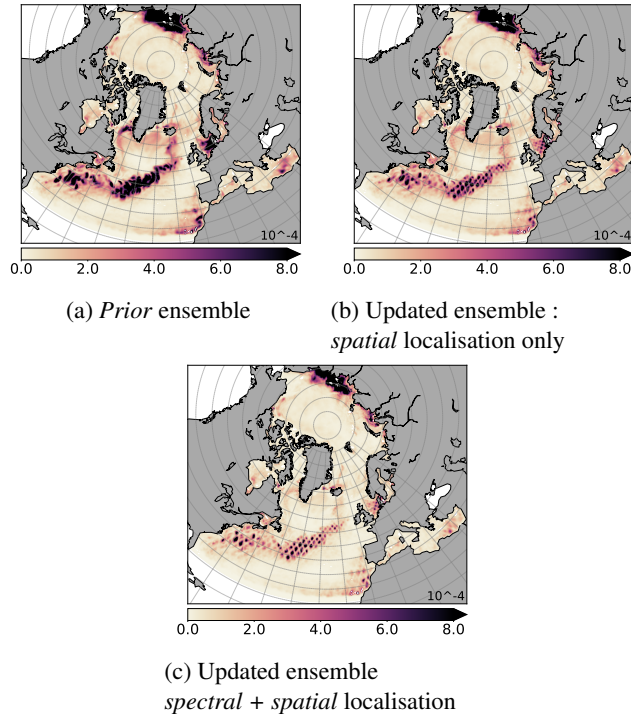 10^-4
0.0 2.0 4.0 6.0 8.0
(a) Prior ensemble
10^-4
0.0 2.0 4.0 6.0 8.0
(b) Updated ensemble :
spatial localisation only
10^-4
0.0 2.0 4.0 6.0 8.0
(c) Updated ensemble
spectral + spatial localisation